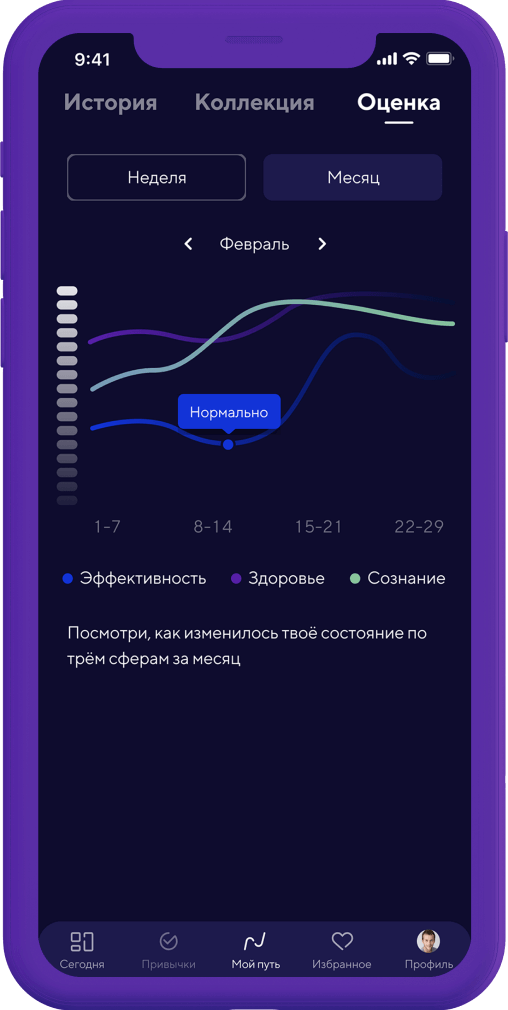 9:41
История Коллекция Оценка
Неделя Месяц
Февраль
Нормально
1-7 8-14 15-21 22-29
Эффективность Здоровье Сознание
Посмотри, как изменилось твоё состояние по
трём сферам за месяц
Сегодня Привычки Мой путь Избранное Профиль